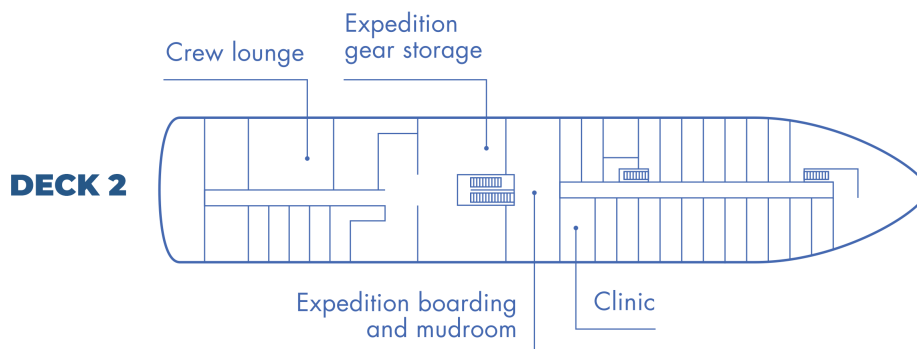 Expedition
gear storage
Crew lounge
DECK 2
Expedition boarding
and mudroom
Clinic